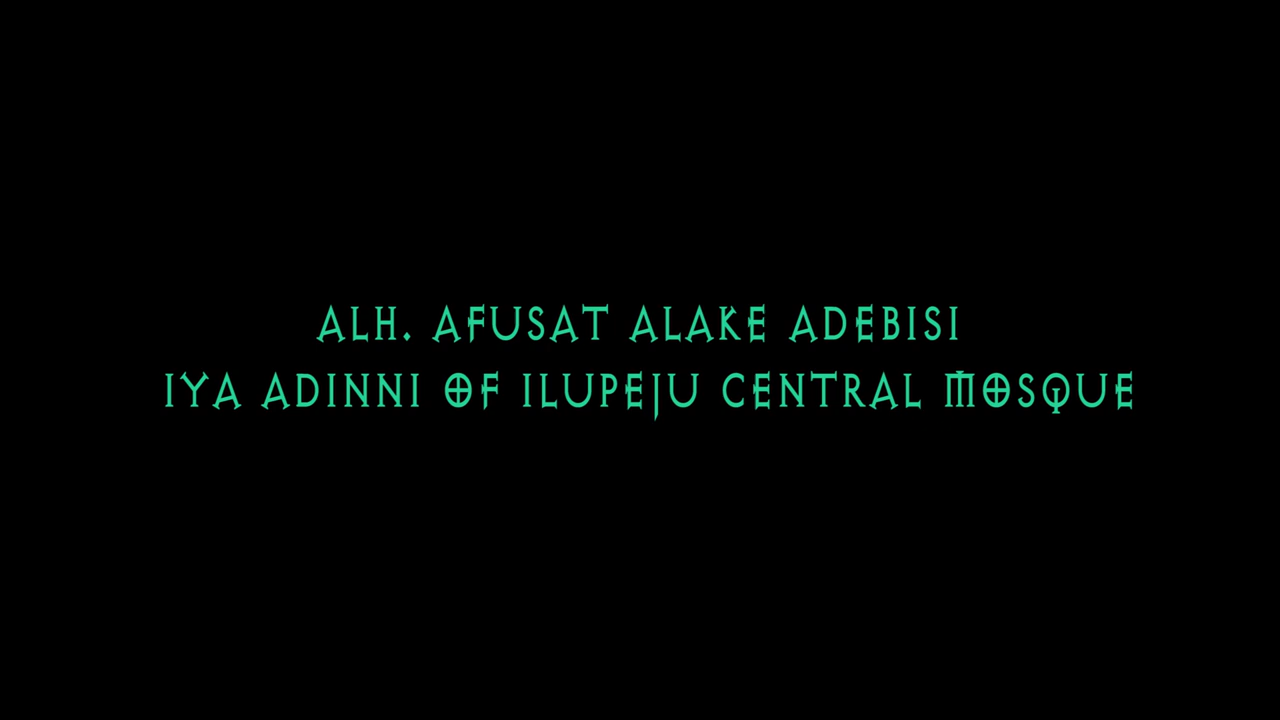 ALH. AFUSAT ALAKE ADEBISI
IYA ADINNI OF ILUPEJU CENTRAL MOSQUE